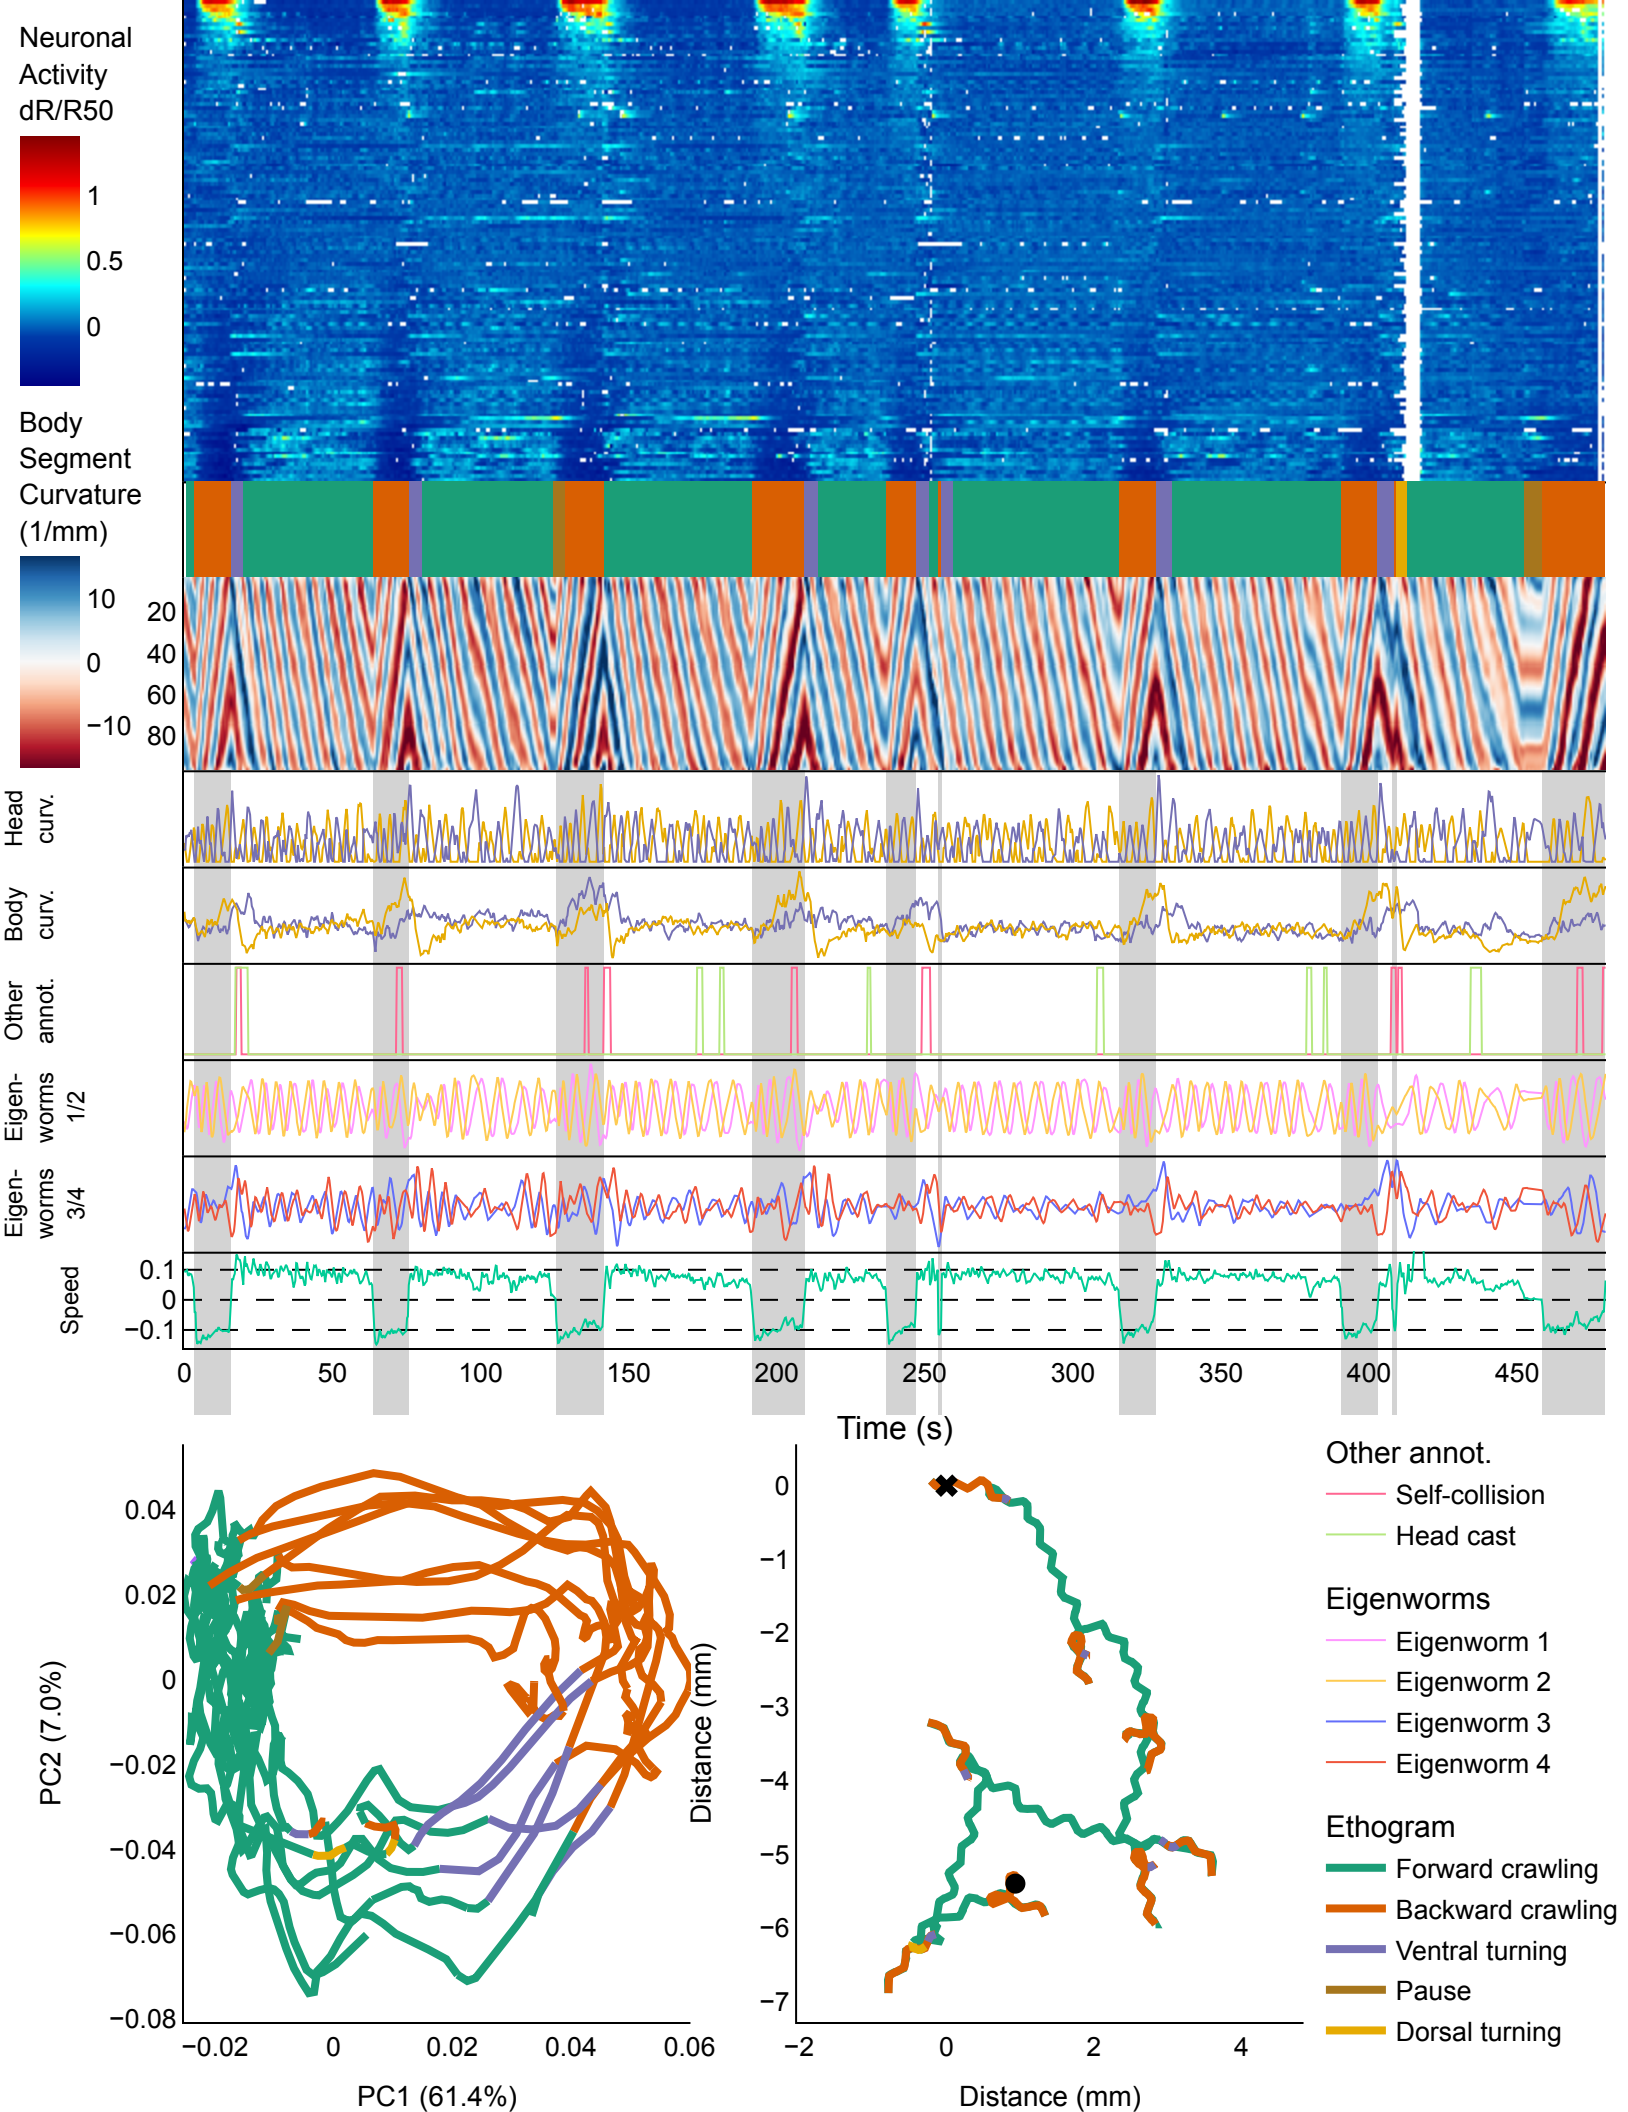 Neuronal
Activity
dR/R50
1
0.5
0
Body
Segment
Curvature
(1/mm)
10
0
−10
20
40
60
80
Head
curv.
Body
curv.
Other
annot.
Eigen-
worms
1/2
Eigen-
worms
3/4
Speed
0.1
0
−0.1
0 50 100 150 200 250 300 350 400 450
Time (s)
PC2 (7.0%)
0.04
0.02
0
−0.02
−0.04
−0.06
−0.08
−0.02 0 0.02 0.04 0.06
PC1 (61.4%)
Distance (mm)
0
−1
−2
−3
−4
−5
−6
−7
−2 0 2 4
Distance (mm)
Other annot.
Self-collision
Head cast
Eigenworms
Eigenworm 1
Eigenworm 2
Eigenworm 3
Eigenworm 4
Ethogram
Forward crawling
Backward crawling
Ventral turning
Pause
Dorsal turning